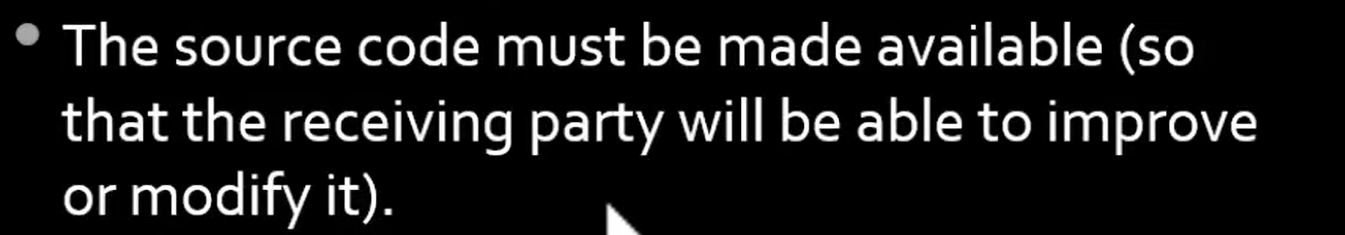 • The source code must be made available (so
that the receiving party will be able to improve
or modify it).